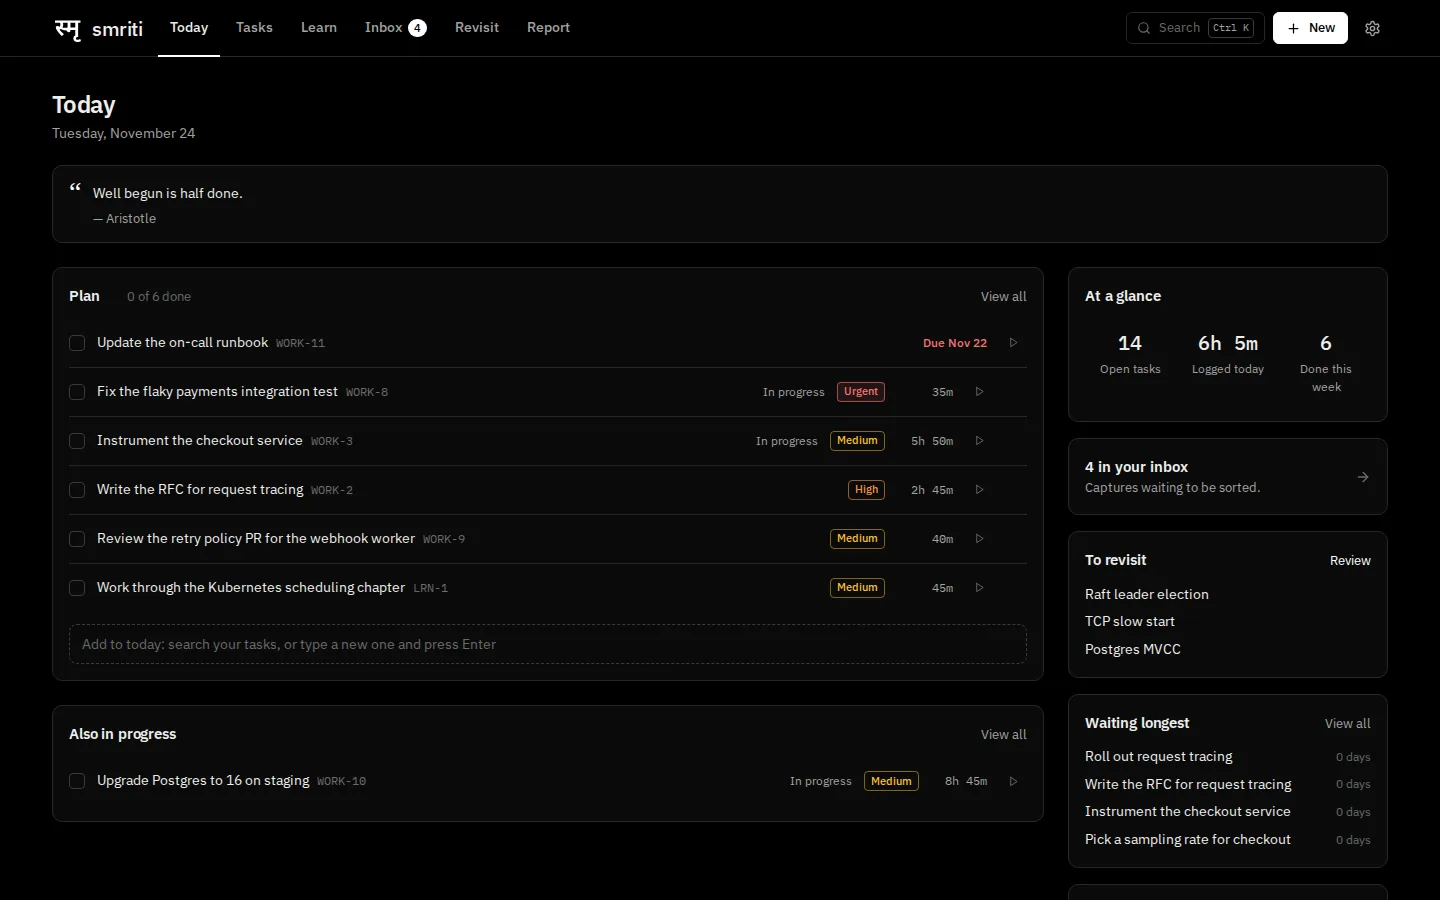 स्मृ smriti Today Tasks Learn Inbox 4 Revisit Report Search Ctrl K + New
Today
Tuesday, November 24
“ Well begun is half done.
— Aristotle
Plan 0 of 6 done View all
Update the on-call runbook WORK-11 Due Nov 22
Fix the flaky payments integration test WORK-8 In progress Urgent 35m
Instrument the checkout service WORK-3 In progress Medium 5h 50m
Write the RFC for request tracing WORK-2 High 2h 45m
Review the retry policy PR for the webhook worker WORK-9 Medium 40m
Work through the Kubernetes scheduling chapter LRN-1 Medium 45m
Add to today: search your tasks, or type a new one and press Enter
Also in progress View all
Upgrade Postgres to 16 on staging WORK-10 In progress Medium 8h 45m
At a glance
14 6h 5m 6
Open tasks Logged today Done this
week
4 in your inbox
Captures waiting to be sorted.
To revisit Review
Raft leader election
TCP slow start
Postgres MVCC
Waiting longest View all
Roll out request tracing 0 days
Write the RFC for request tracing 0 days
Instrument the checkout service 0 days
Pick a sampling rate for checkout 0 days